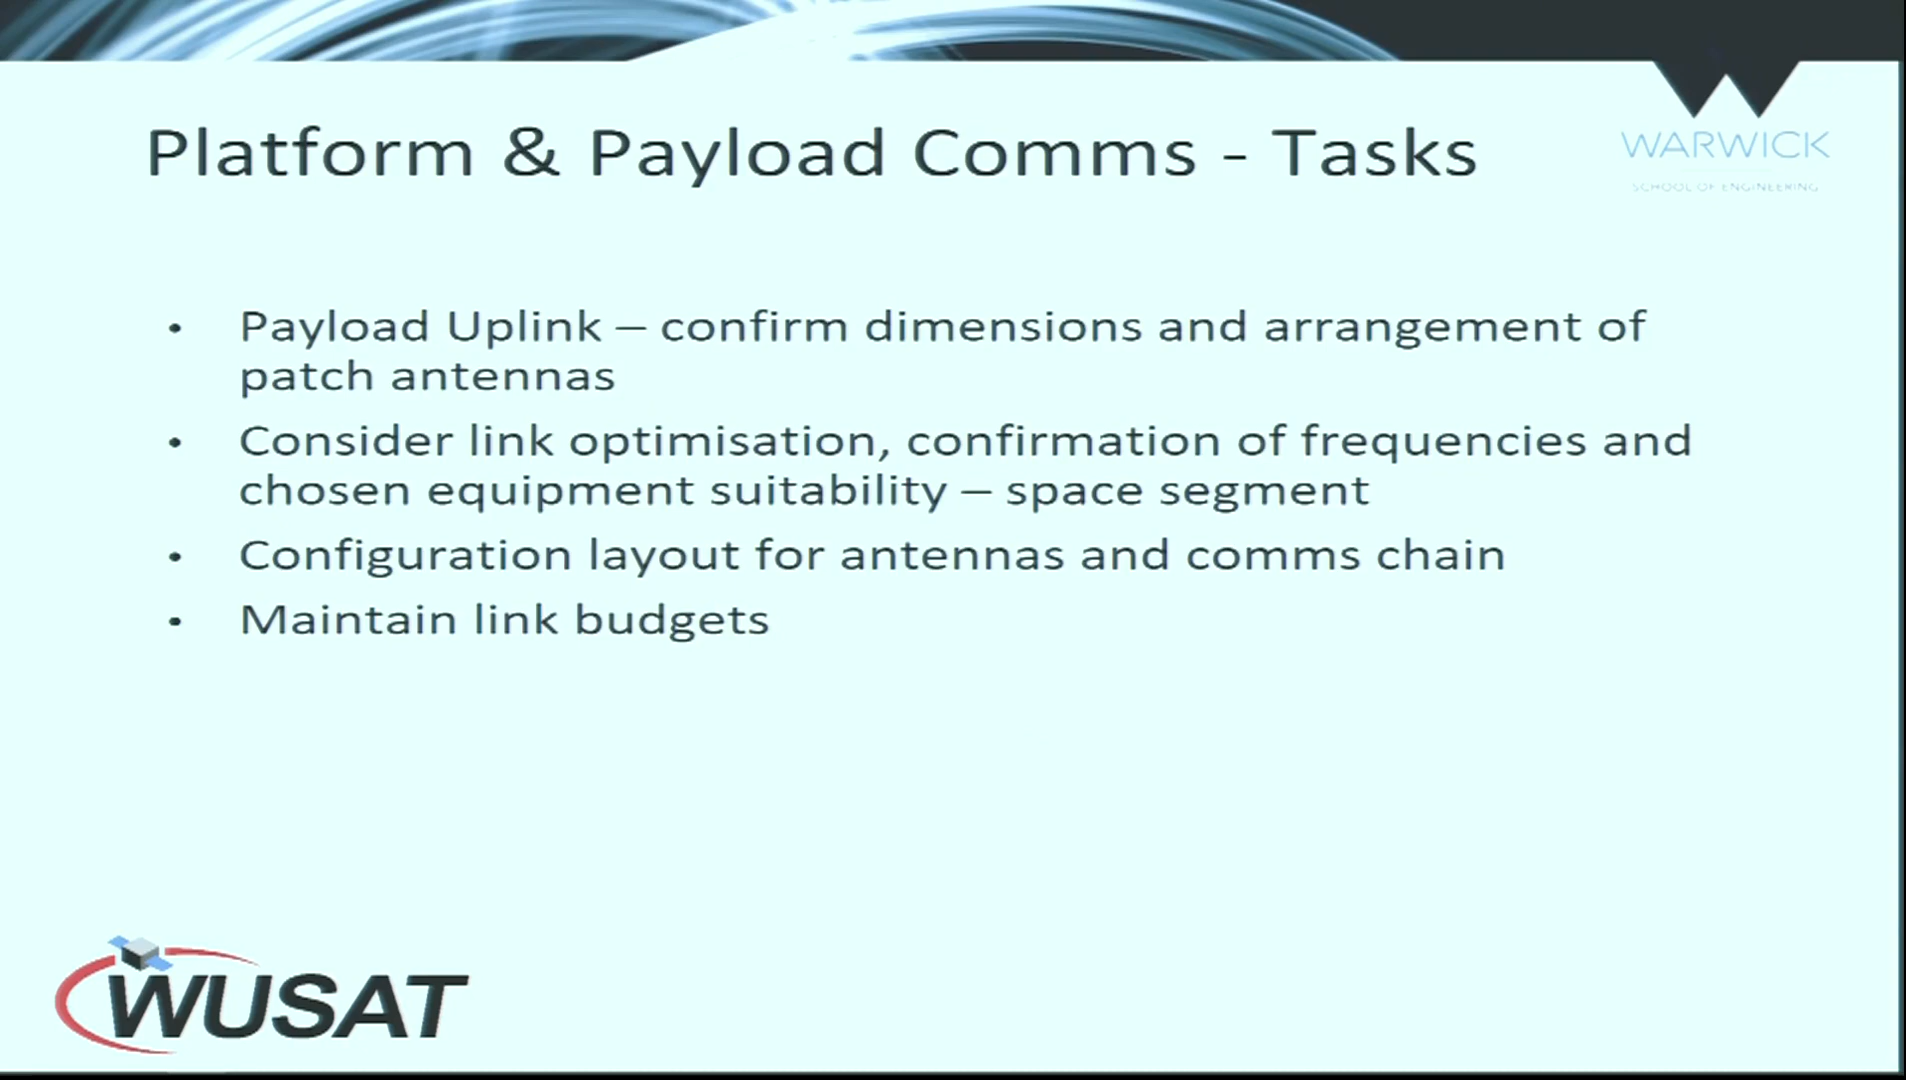 Platform & Payload Comms - Tasks
WARWICK
SCHOOL OF ENGINEERING
• Payload Uplink – confirm dimensions and arrangement of
patch antennas
• Consider link optimisation, confirmation of frequencies and
chosen equipment suitability – space segment
• Configuration layout for antennas and comms chain
• Maintain link budgets
WUSAT